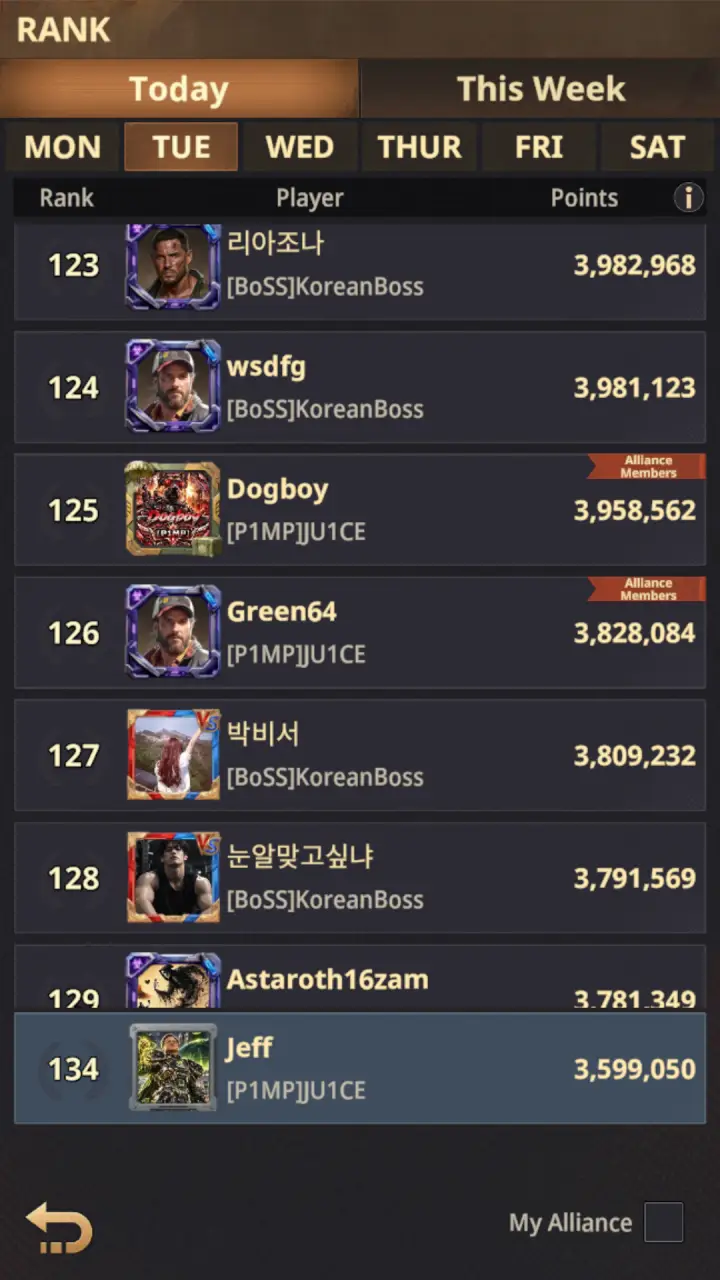 RANK
Today
This Week
MON
TUE
WED
THUR
FRI
SAT
Rank
Player
Points
i
123
리아조나
[BoSS]KoreanBoss
3,982,968
124
wsdfg
[BoSS]KoreanBoss
3,981,123
125
DOGBOY
[P1MP]
Dogboy
[P1MP]JU1CE
Alliance
Members
3,958,562
126
Green64
[P1MP]JU1CE
Alliance
Members
3,828,084
127
VS
박비서
[BoSS]KoreanBoss
3,809,232
128
VS
눈알맞고싶냐
[BoSS]KoreanBoss
3,791,569
129
Astaroth16zam
3,781,349
134
Jeff
[P1MP]JU1CE
3,599,050
My Alliance